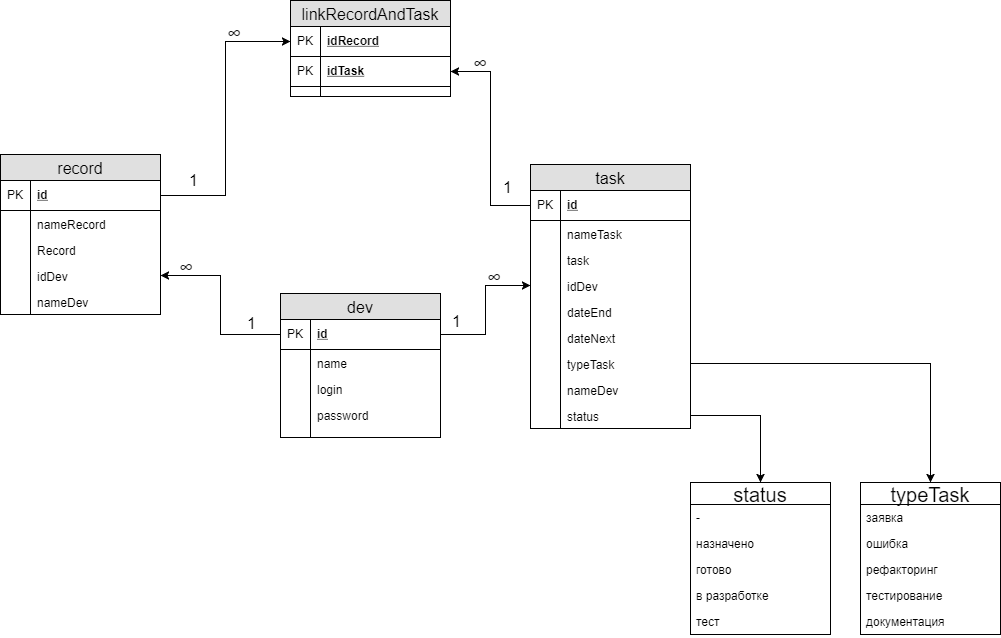 linkRecordAndTask
PK idRecord
PK idTask
∞
∞
record
PK id
nameRecord
Record
idDev
nameDev
1
1
task
PK id
nameTask
task
idDev
dateEnd
dateNext
typeTask
nameDev
status
∞
∞
1
1
dev
PK id
name
login
password
status
-
назначено
готово
в разработке
тест
typeTask
заявка
ошибка
рефакторинг
тестирование
документация